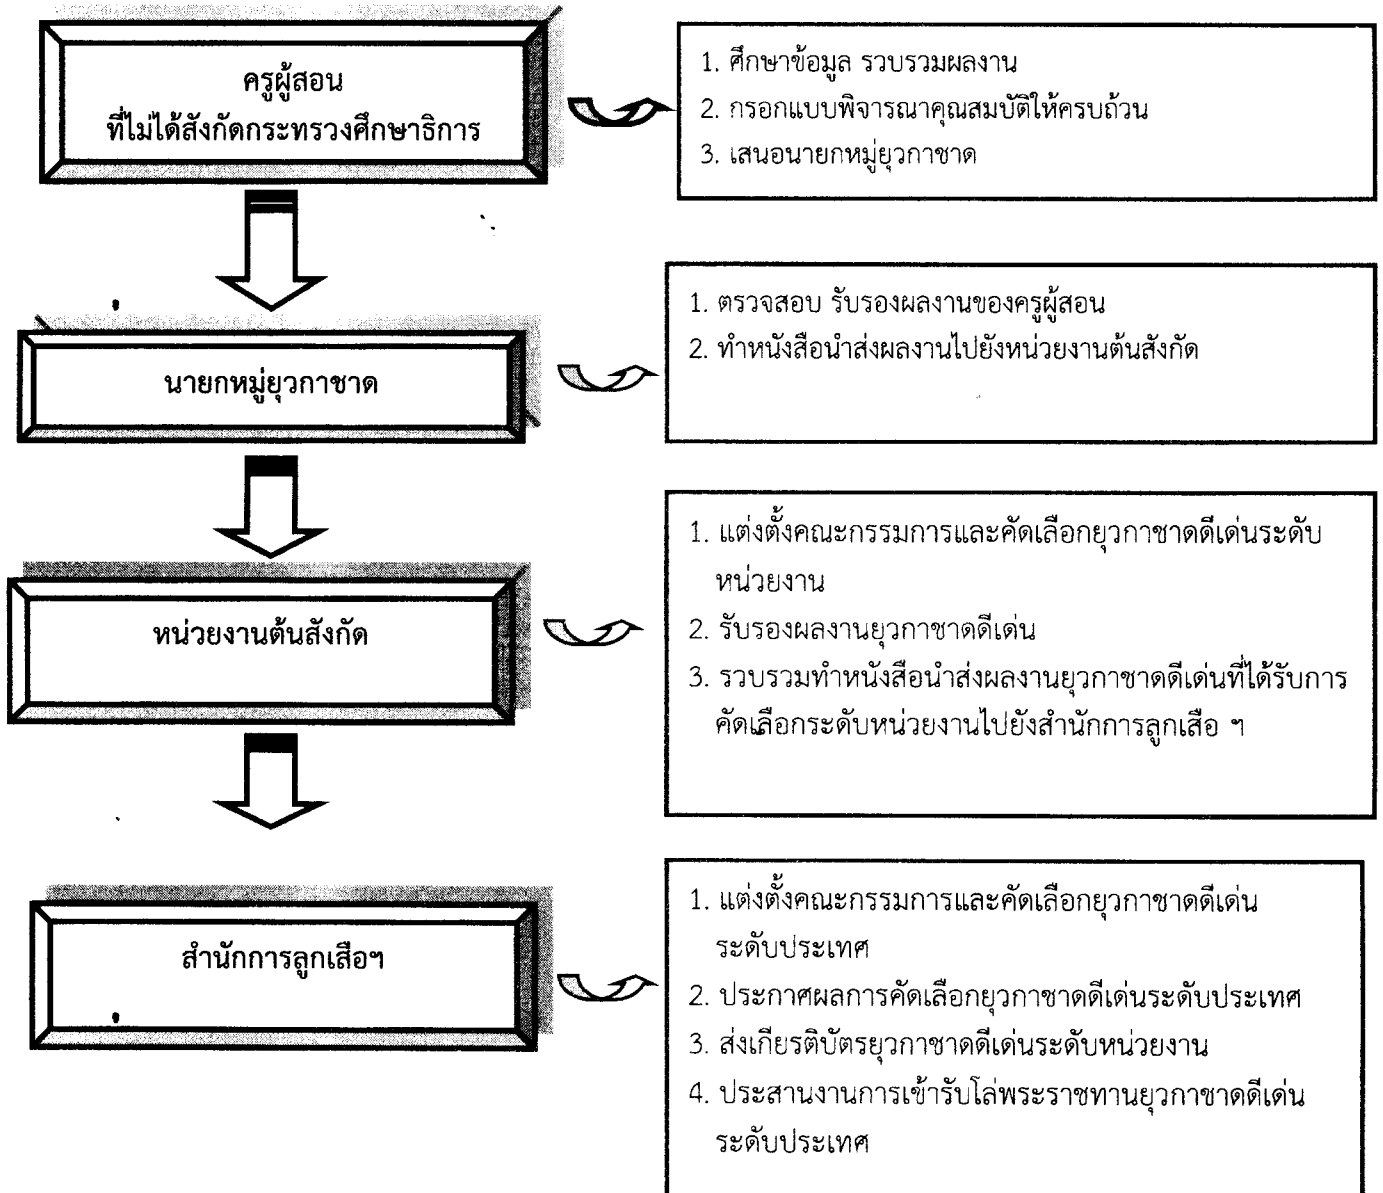 ครูผู้สอน
ที่ไม่ได้สังกัดกระทรวงศึกษาธิการ
1. ศึกษาข้อมูล รวบรวมผลงาน
2. กรอกแบบพิจารณาคุณสมบัติให้ครบถ้วน
3. เสนอนายกหมู่ยุวกาชาด
นายกหมู่ยุวกาชาด
1. ตรวจสอบ รับรองผลงานของครูผู้สอน
2. ทำหนังสือนำส่งผลงานไปยังหน่วยงานต้นสังกัด
หน่วยงานต้นสังกัด
1. แต่งตั้งคณะกรรมการและคัดเลือกยุวกาชาดดีเด่นระดับ
หน่วยงาน
2. รับรองผลงานยุวกาชาดดีเด่น
3. รวบรวมทำหนังสือนำส่งผลงานยุวกาชาดดีเด่นที่ได้รับการ
คัดเลือกระดับหน่วยงานไปยังสำนักการลูกเสือ ฯ
สำนักการลูกเสือฯ
1. แต่งตั้งคณะกรรมการและคัดเลือกยุวกาชาดดีเด่น
ระดับประเทศ
2. ประกาศผลการคัดเลือกยุวกาชาดดีเด่นระดับประเทศ
3. ส่งเกียรติบัตรยุวกาชาดดีเด่นระดับหน่วยงาน
4. ประสานงานการเข้ารับโล่พระราชทานยุวกาชาดดีเด่น
ระดับประเทศ